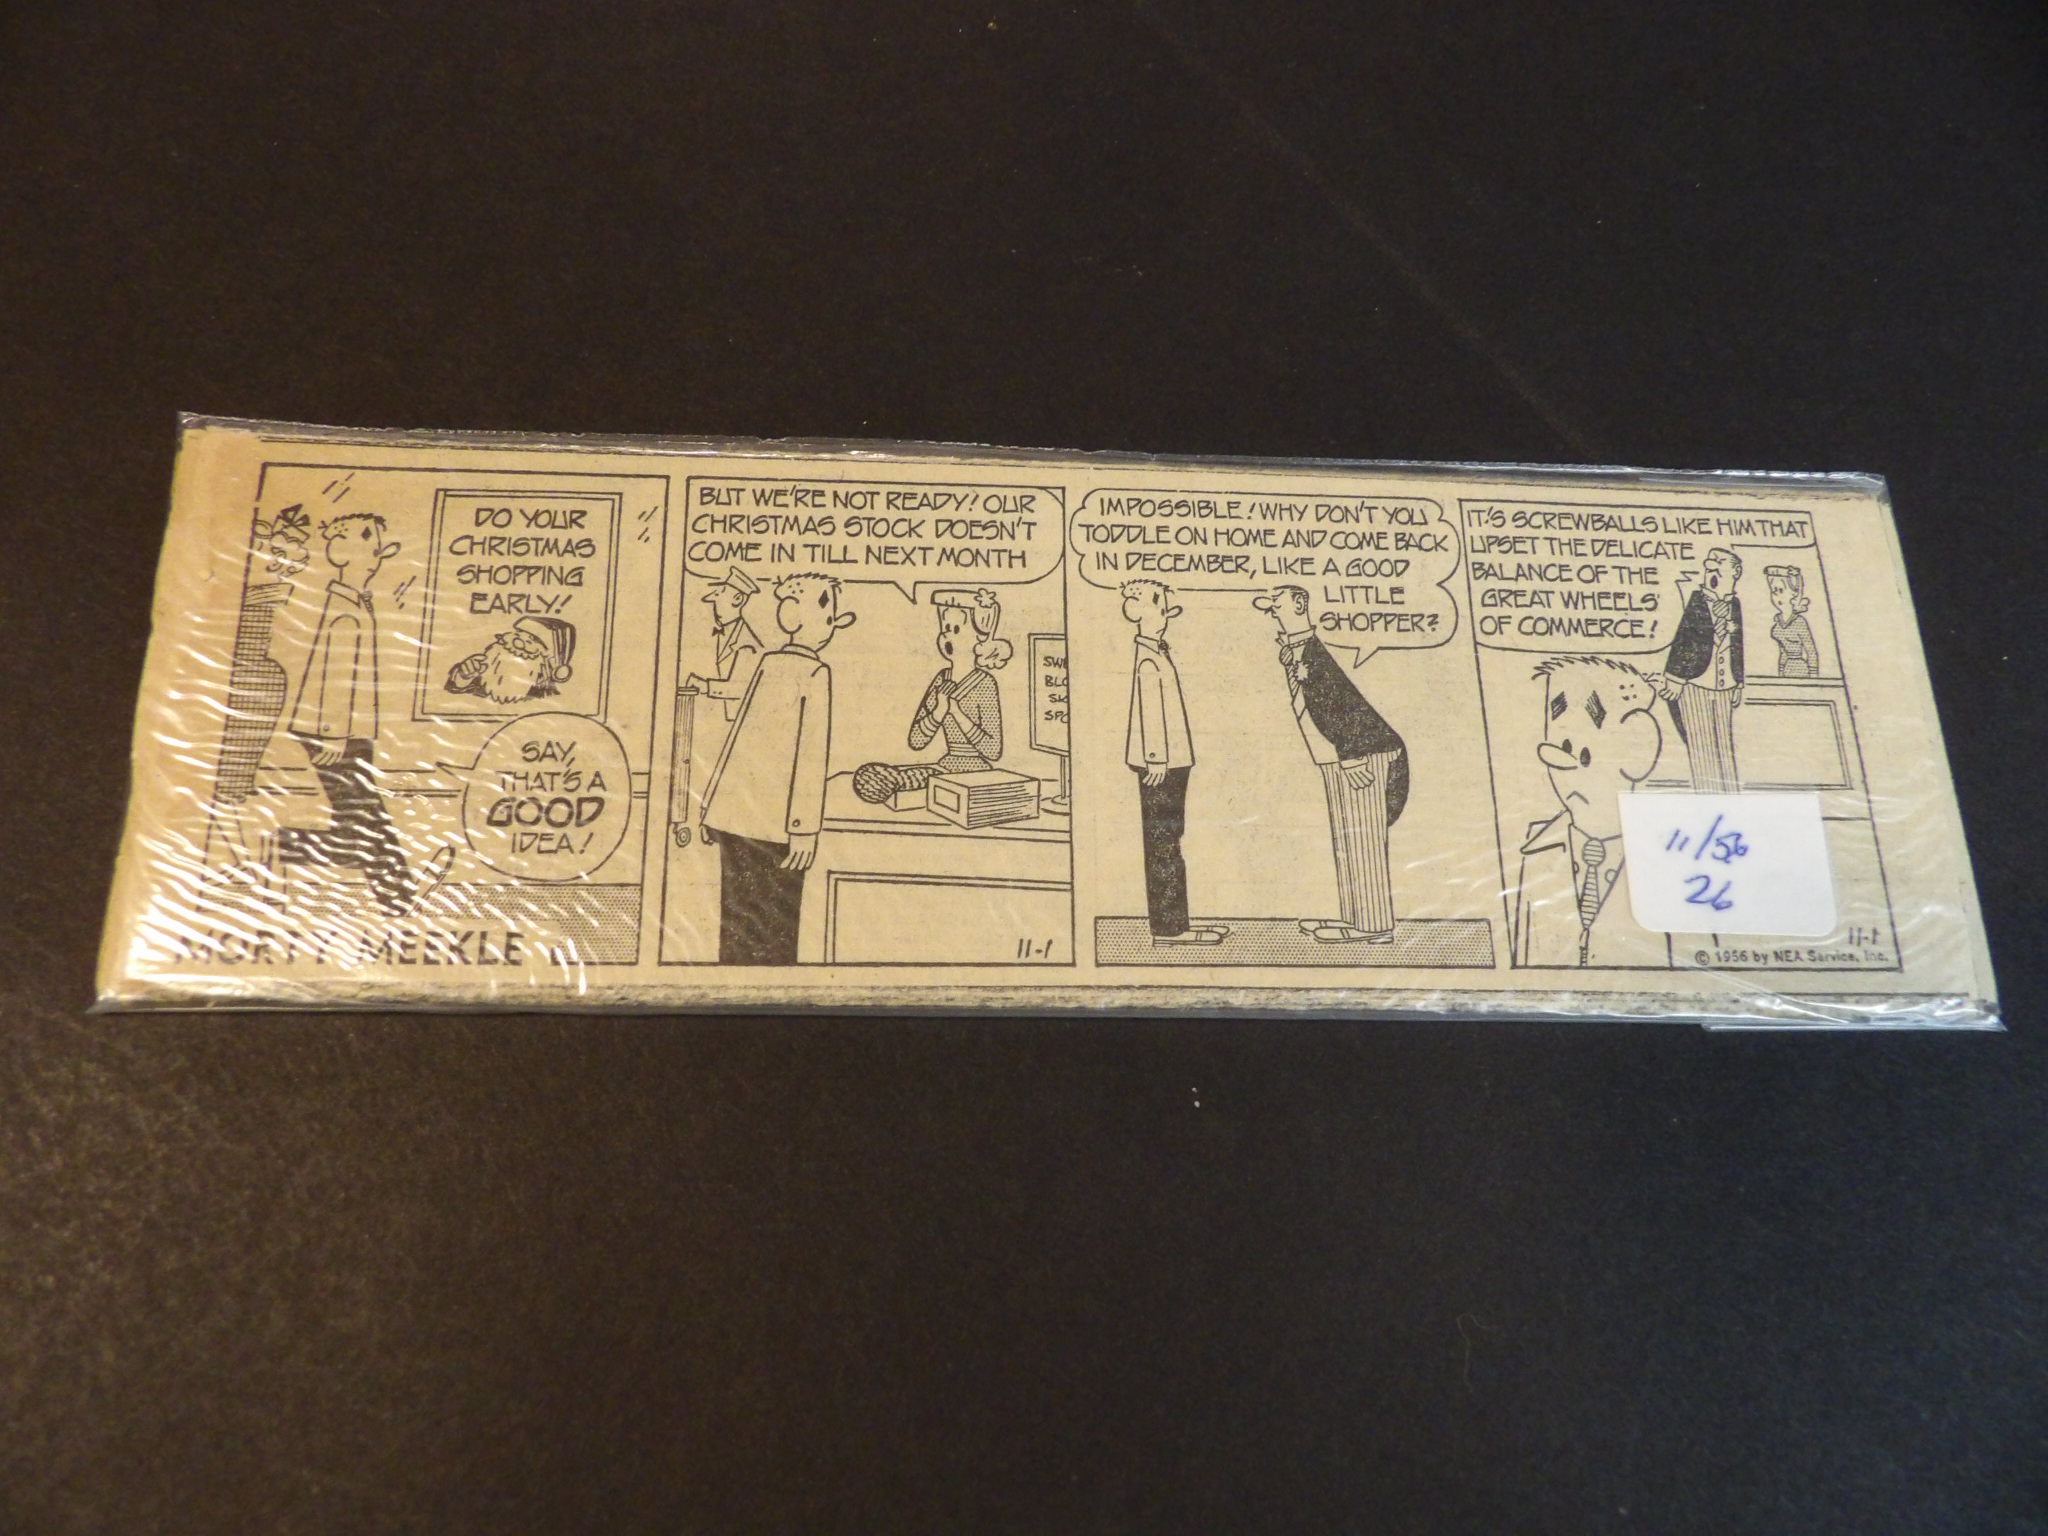 DO YOUR
CHRISTMAS
SHOPPING
EARLY!
SAY,
THAT'S A
GOOD
IDEA!
MORTY MEEKLE
BUT WE'RE NOT READY! OUR
CHRISTMAS STOCK DOESN'T
COME IN TILL NEXT MONTH
11-1
IMPOSSIBLE! WHY DON'T YOU
TODDLE ON HOME AND COME BACK
IN DECEMBER, LIKE A GOOD
LITTLE
SHOPPER?
IT'S SCREWBALLS LIKE HIM THAT
UPSET THE DELICATE
BALANCE OF THE
GREAT WHEELS
OF COMMERCE!
11/56
26
11-1
© 1956 by NEA Service, Inc.